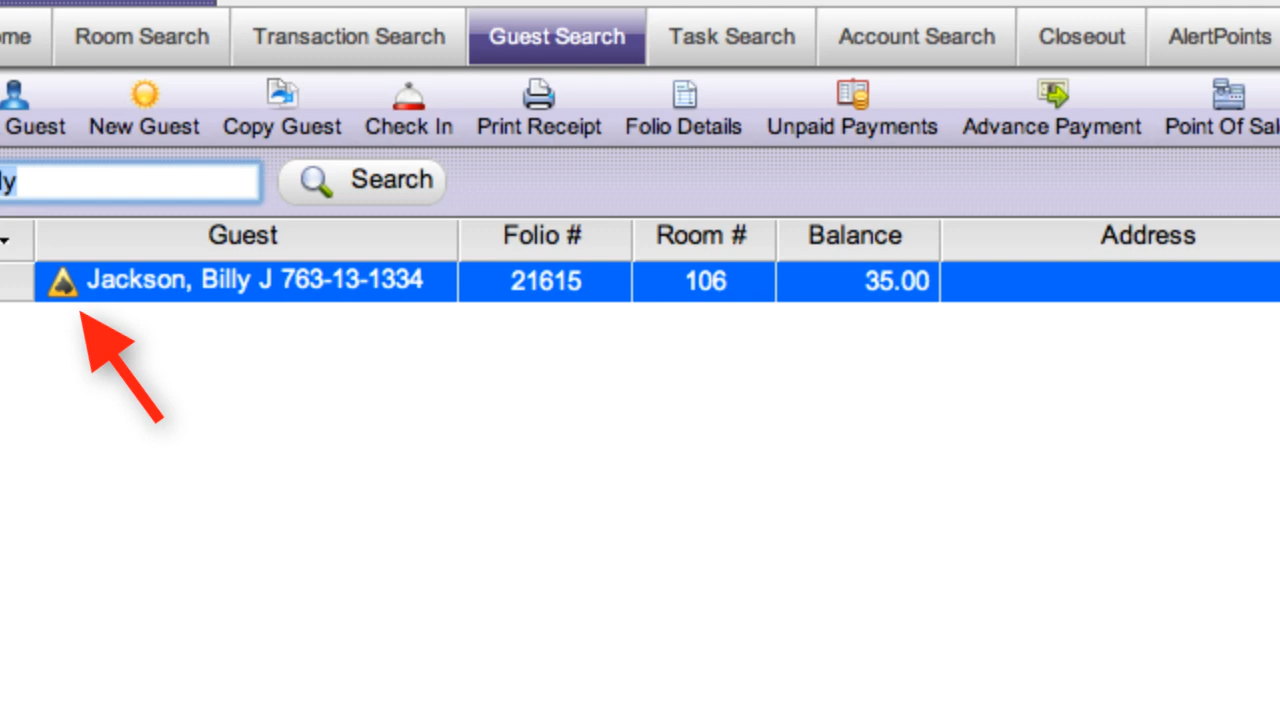 Room Search Transaction Search Guest Search Task Search Account Search Closeout AlertPoints
Guest New Guest Copy Guest Check In Print Receipt Folio Details Unpaid Payments Advance Payment Point Of
Search
Guest Folio # Room # Balance Address
Jackson, Billy J 763-13-1334 21615 106 35.00